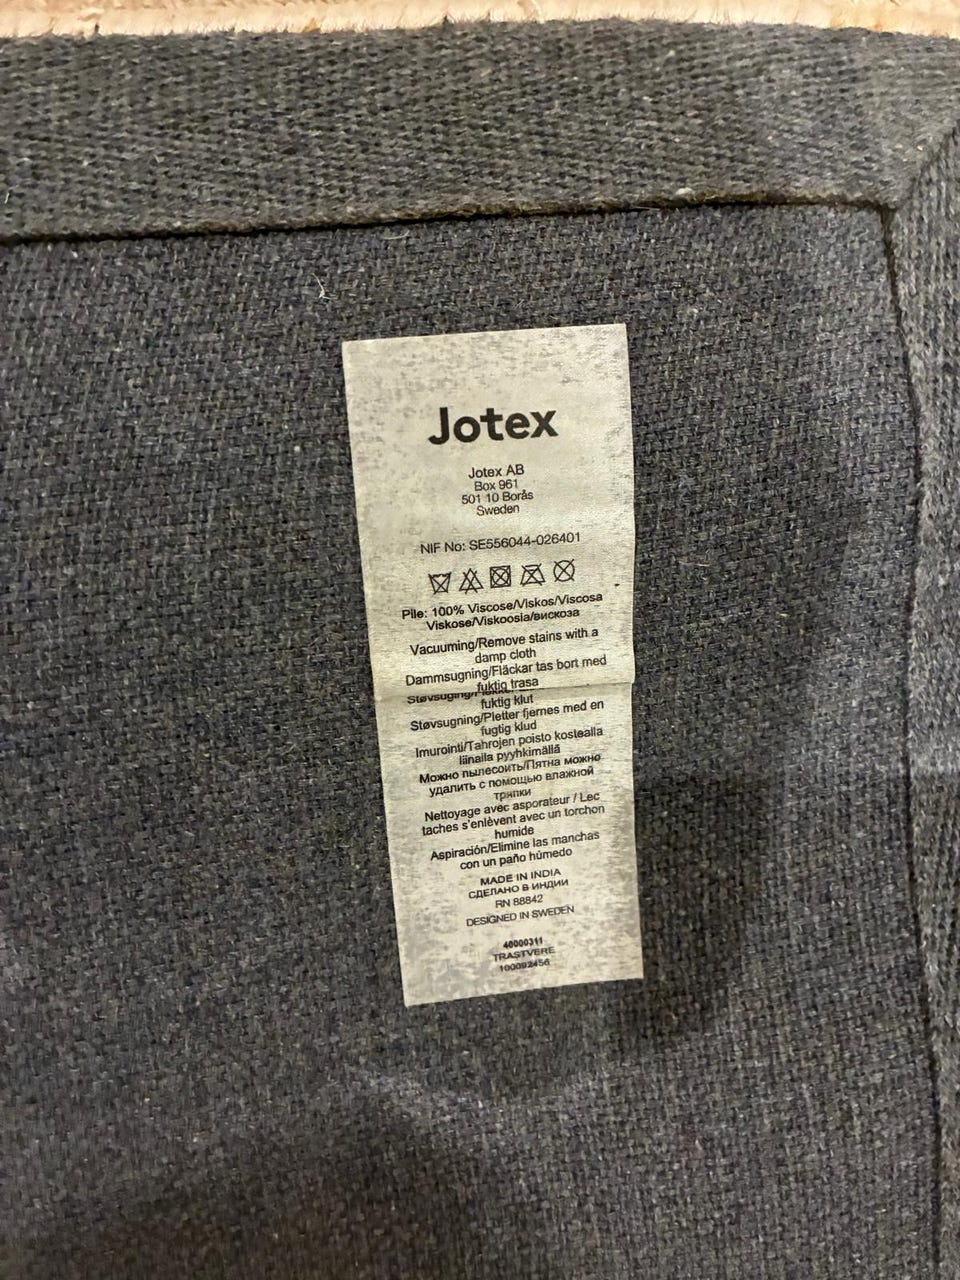 Jotex
Jotex AB
Box 961
501 10 Borås
Sweden
NIF No: SE556044-026401
Pile: 100% Viscose/Viskos/Viscosa
Viskose/Viskoosia/вискоза
Vacuuming/Remove stains with a
damp cloth
Dammsugning/Fläckar tas bort med
fuktig trasa
fuktig klut
Støvsugning/Pletter fjernes med en
fugtig klud
Imurointi/Tahrojen poisto kostealla
liinalla pyyhkimällä
Можно пылесоить/Пятна можно
удалить с помощью влажной
тряпки
Nettoyage avec asporateur / Lec
taches s'enlèvent avec un torchon
humide
Aspiración/Elimine las manchas
con un paño húmedo
MADE IN INDIA
СДЕЛАНО В ИНДИИ
RN 88842
DESIGNED IN SWEDEN
40000311
TRASTVERE
100092456